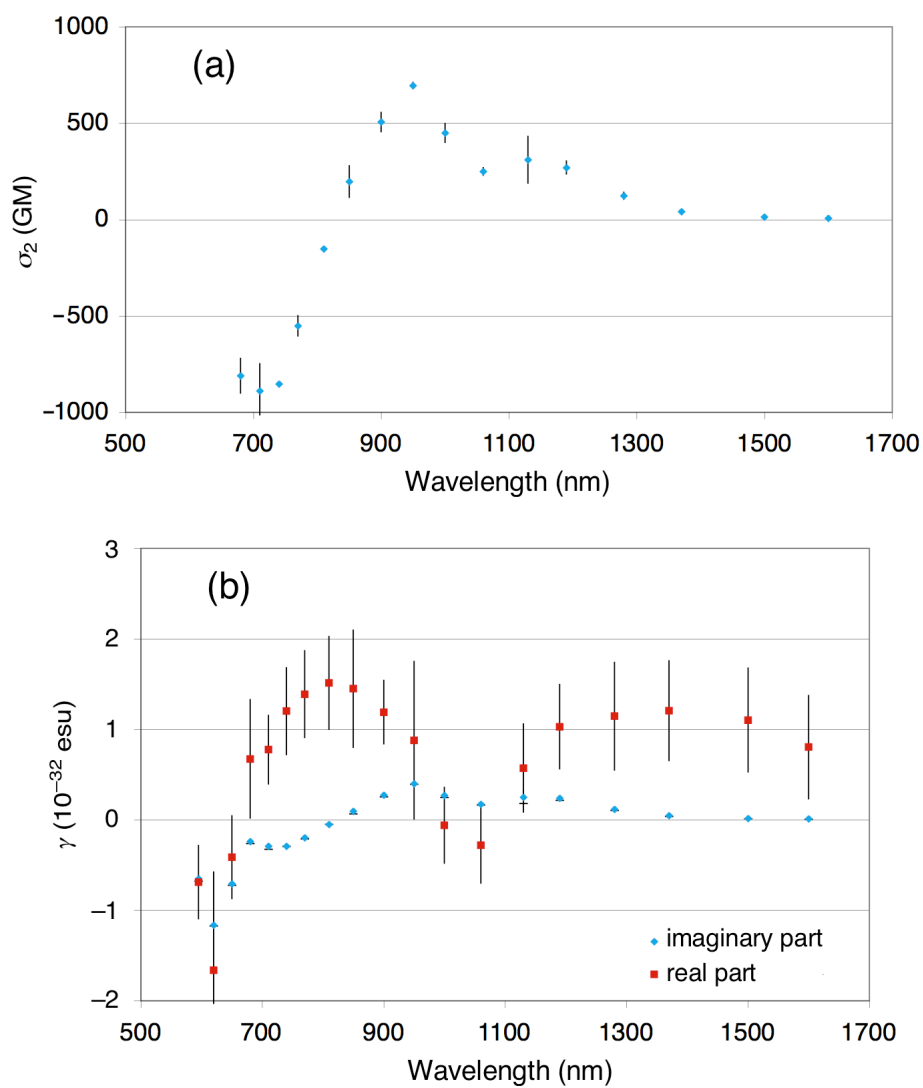 (a)
1000
500
0
−500
−1000
σ2 (GM)
500 700 900 1100 1300 1500 1700
Wavelength (nm)
(b)
3
2
1
0
−1
−2
γ (10⁻³² esu)
imaginary part
real part
500 700 900 1100 1300 1500 1700
Wavelength (nm)